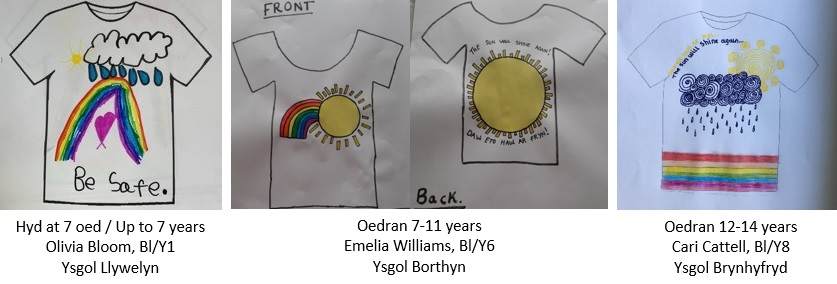 Be Safe.
Hyd at 7 oed / Up to 7 years
Olivia Bloom, Bl/Y1
Ysgol Llywelyn
FRONT
THE SUN WILL SHINE AGAIN!
DAW ETO HAUL AR FRYN!
Back.
Oedran 7-11 years
Emelia Williams, Bl/Y6
Ysgol Borthyn
The sun will shine again...
Oedran 12-14 years
Cari Cattell, Bl/Y8
Ysgol Brynhyfryd